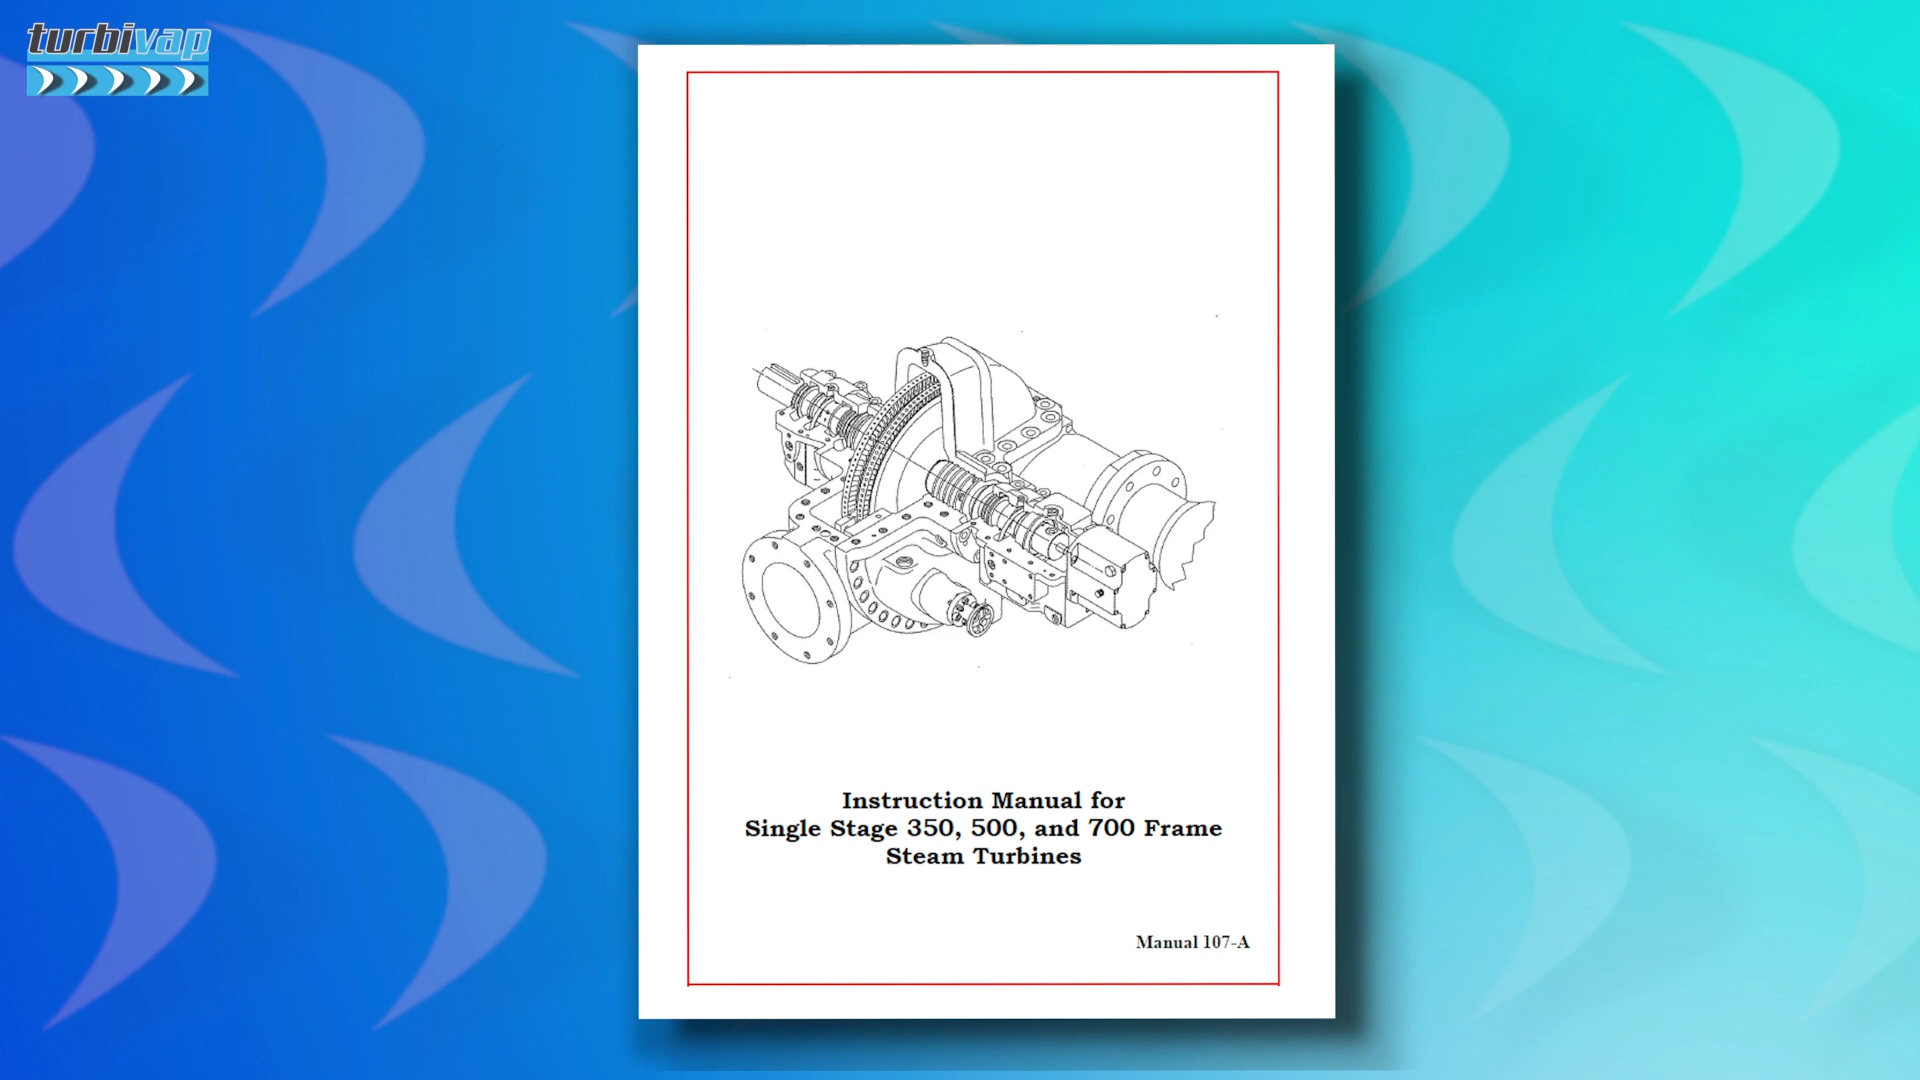 turbivap
Instruction Manual for
Single Stage 350, 500, and 700 Frame
Steam Turbines
Manual 107-A